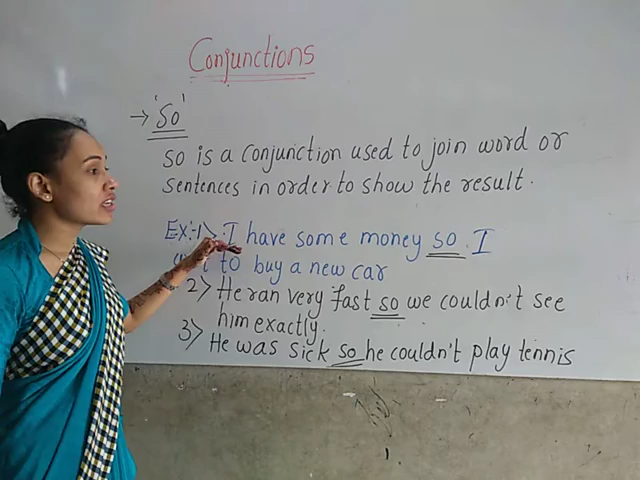 Conjunctions
→ 'So'
so is a conjunction used to join word or
sentences in order to show the result.
Ex:-1> I have some money so I
to buy a new car
2> He ran very fast so we couldn't see
him exactly.
3> He was sick so he couldn't play tennis